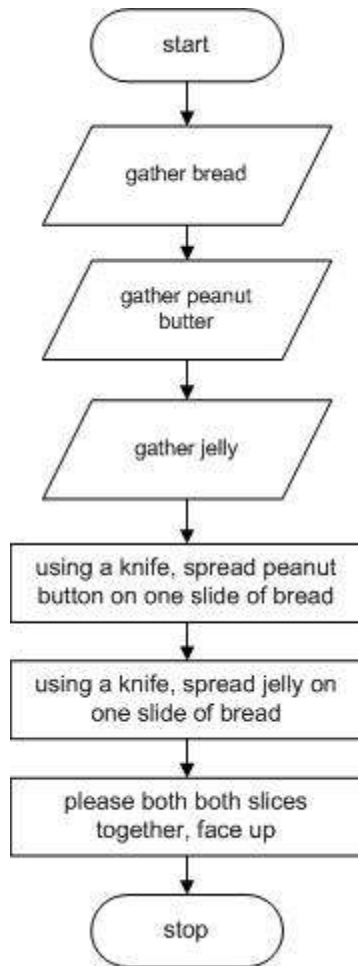 start
gather bread
gather peanut
butter
gather jelly
using a knife, spread peanut
button on one slide of bread
using a knife, spread jelly on
one slide of bread
please both both slices
together, face up
stop